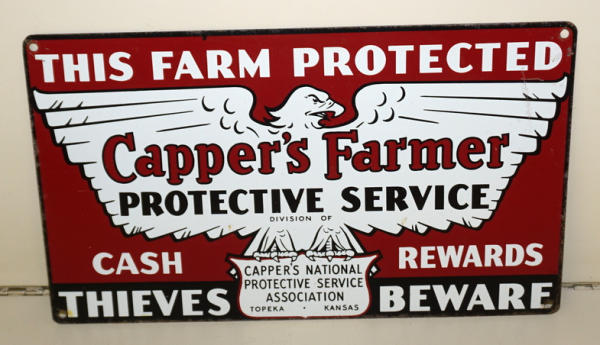 THIS FARM PROTECTED
Capper's Farmer
PROTECTIVE SERVICE
DIVISION OF
CASH REWARDS
CAPPER'S NATIONAL
PROTECTIVE SERVICE
ASSOCIATION
TOPEKA · KANSAS
THIEVES BEWARE